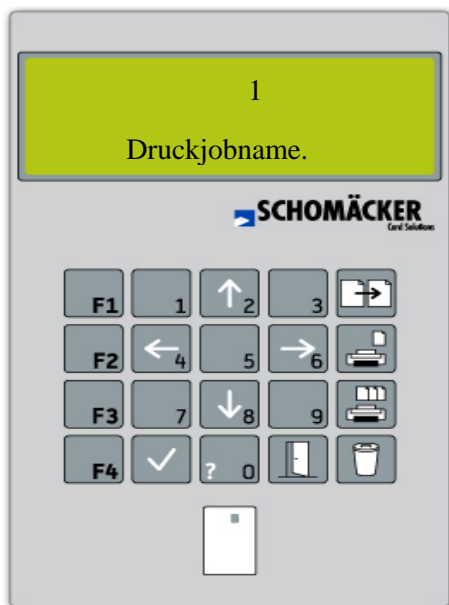 1
Druckjobname.
SCHOMÄCKER
Card Solutions
F1 1 2 3
F2 4 5 6
F3 7 8 9
F4 ? 0